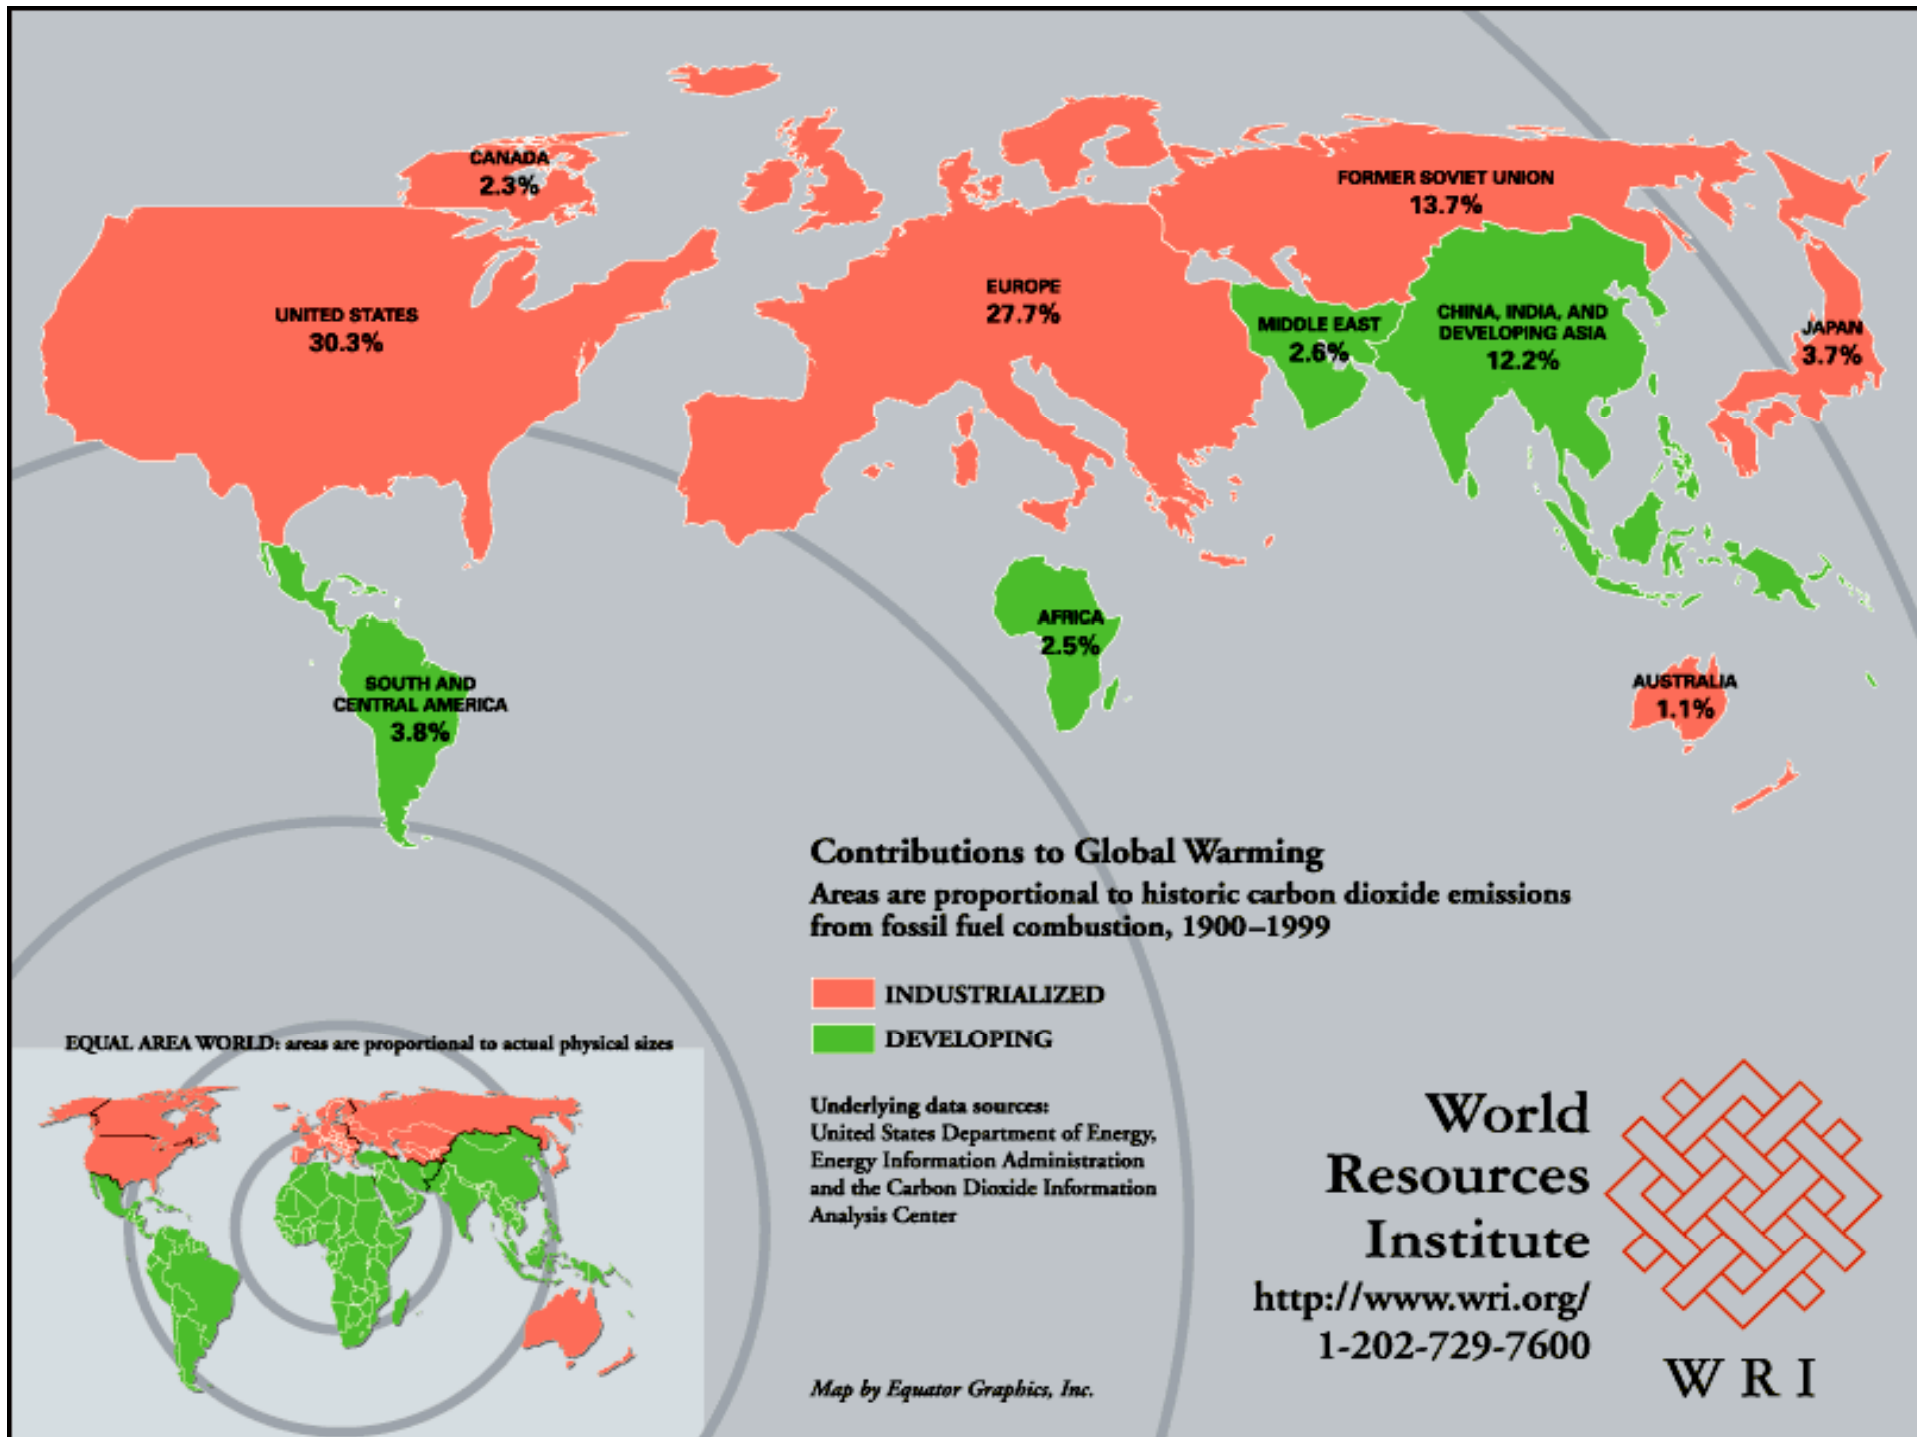 CANADA
2.3%
FORMER SOVIET UNION
13.7%
UNITED STATES
30.3%
EUROPE
27.7%
MIDDLE EAST
2.6%
CHINA, INDIA, AND
DEVELOPING ASIA
12.2%
JAPAN
3.7%
AFRICA
2.5%
SOUTH AND
CENTRAL AMERICA
3.8%
AUSTRALIA
1.1%
Contributions to Global Warming
Areas are proportional to historic carbon dioxide emissions
from fossil fuel combustion, 1900–1999
INDUSTRIALIZED
DEVELOPING
EQUAL AREA WORLD: areas are proportional to actual physical sizes
Underlying data sources:
United States Department of Energy,
Energy Information Administration
and the Carbon Dioxide Information
Analysis Center
Map by Equator Graphics, Inc.
World
Resources
Institute
http://www.wri.org/
1-202-729-7600
WRI